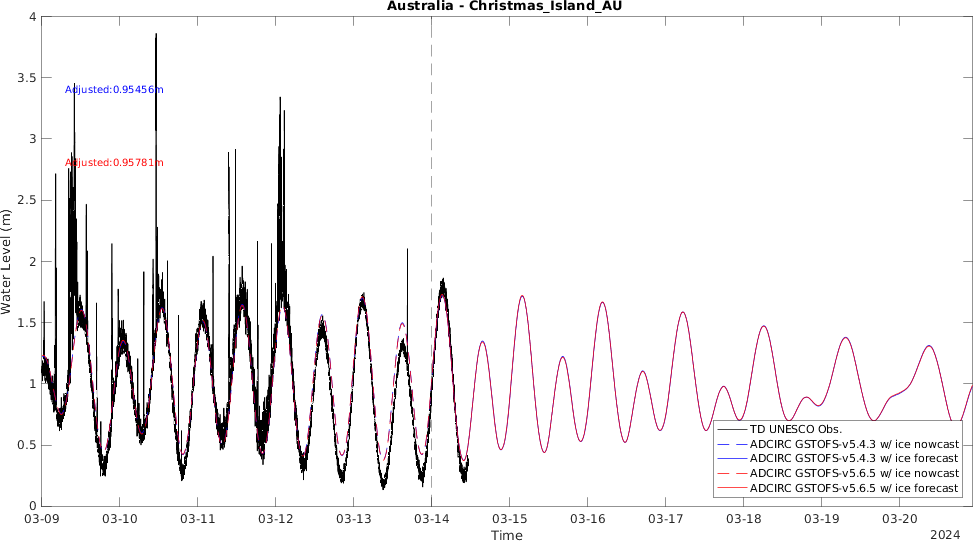 Australia - Christmas_Island_AU
4
3.5
3
2.5
2
1.5
1
0.5
0
Water Level (m)
Adjusted:0.95456m
Adjusted:0.95781m
TD UNESCO Obs.
ADCIRC GSTOFS-v5.4.3 w/ ice nowcast
ADCIRC GSTOFS-v5.4.3 w/ ice forecast
ADCIRC GSTOFS-v5.6.5 w/ ice nowcast
ADCIRC GSTOFS-v5.6.5 w/ ice forecast
03-09 03-10 03-11 03-12 03-13 03-14 03-15 03-16 03-17 03-18 03-19 03-20
Time
2024